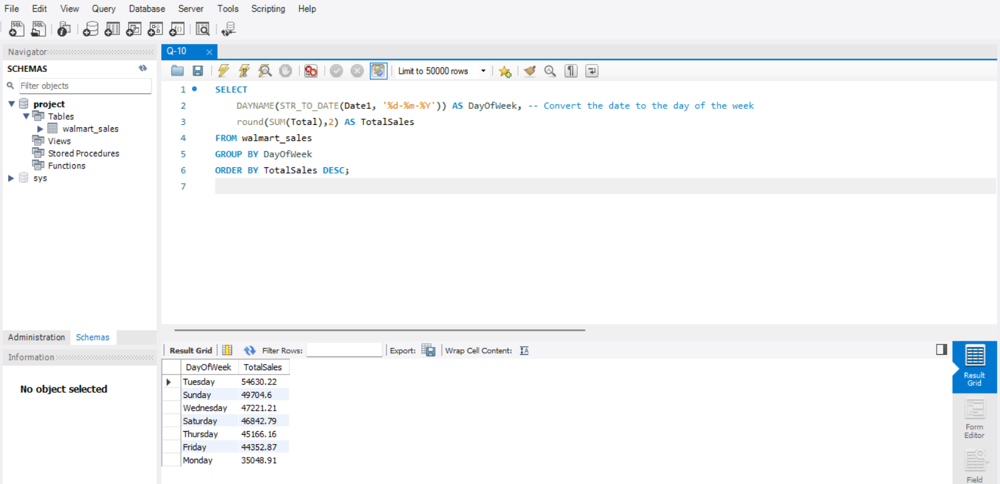 File Edit View Query Database Server Tools Scripting Help
Navigator
SCHEMAS
Filter objects
project
Tables
walmart_sales
Views
Stored Procedures
Functions
sys
Administration Schemas
Information
No object selected
Q-10
Limit to 50000 rows
1 SELECT
2 DAYNAME(STR_TO_DATE(Date1, '%d-%m-%Y')) AS DayOfWeek, -- Convert the date to the day of the week
3 round(SUM(Total),2) AS TotalSales
4 FROM walmart_sales
5 GROUP BY DayOfWeek
6 ORDER BY TotalSales DESC;
7
Result Grid Filter Rows: Export: Wrap Cell Content:
DayOfWeek TotalSales
Tuesday 54630.22
Sunday 49704.6
Wednesday 47221.21
Saturday 46842.79
Thursday 45166.16
Friday 44352.87
Monday 35048.91
Result
Grid
Form
Editor
Field